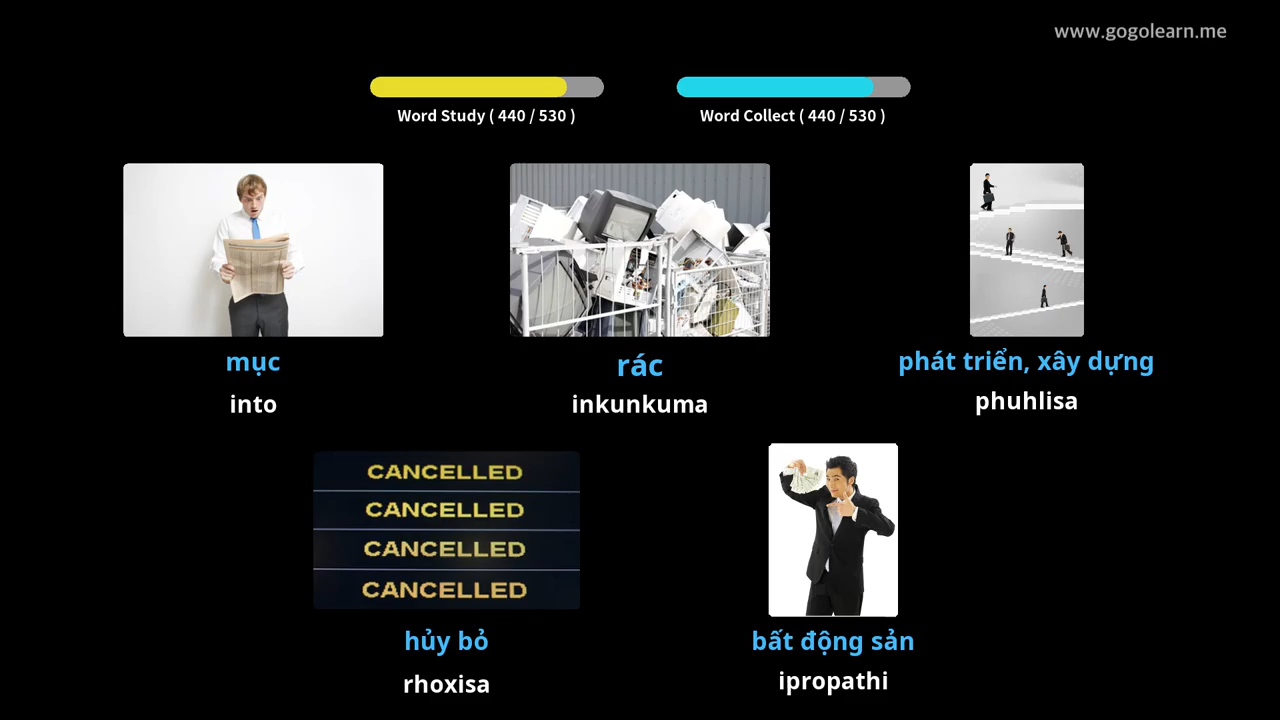 www.gogolearn.me
Word Study ( 440 / 530 )
Word Collect ( 440 / 530 )
mục
into
rác
inkunkuma
phát triển, xây dựng
phuhlisa
CANCELLED
CANCELLED
CANCELLED
CANCELLED
hủy bỏ
rhoxisa
bất động sản
ipropathi